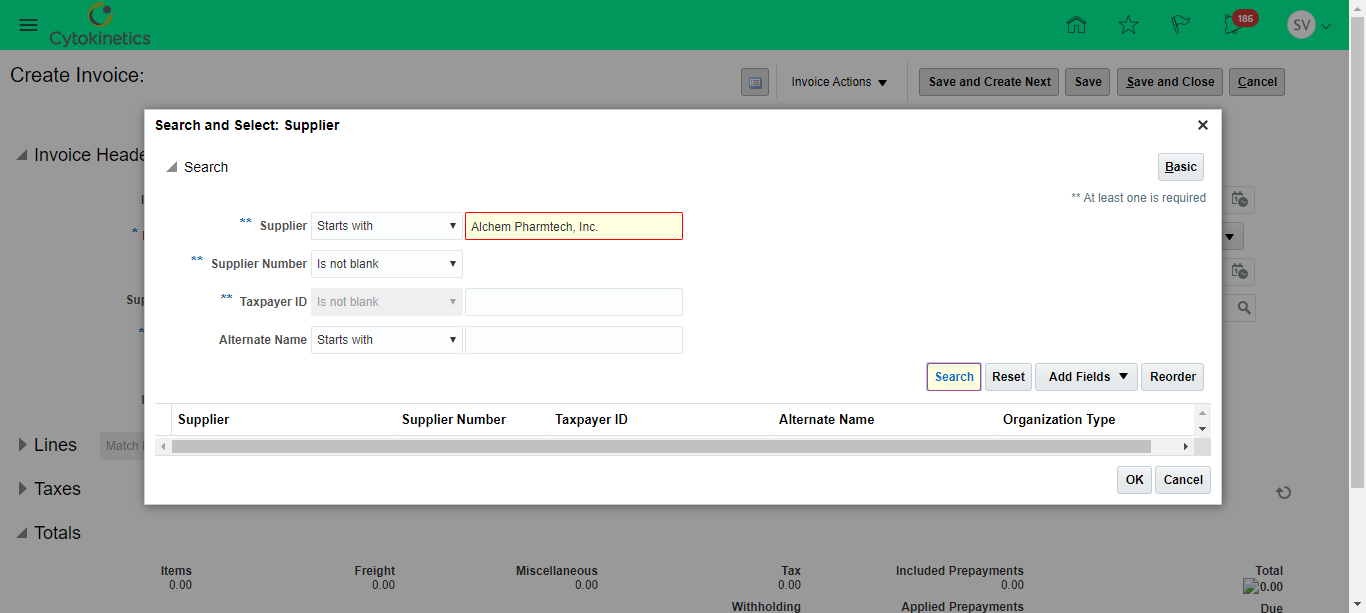 Cytokinetics
186
SV
Create Invoice:
Invoice Actions
Save and Create Next
Save
Save and Close
Cancel
Search and Select: Supplier
Invoice Heade
Search
Basic
** At least one is required
** Supplier
Starts with
Alchem Pharmtech, Inc.
** Supplier Number
Is not blank
** Taxpayer ID
Is not blank
Alternate Name
Starts with
Search
Reset
Add Fields
Reorder
Supplier
Supplier Number
Taxpayer ID
Alternate Name
Organization Type
Lines
Match
OK
Cancel
Taxes
Totals
Items
Freight
Miscellaneous
Tax
Included Prepayments
Total
0.00
0.00
0.00
0.00
0.00
0.00
Withholding
Applied Prepayments
Due